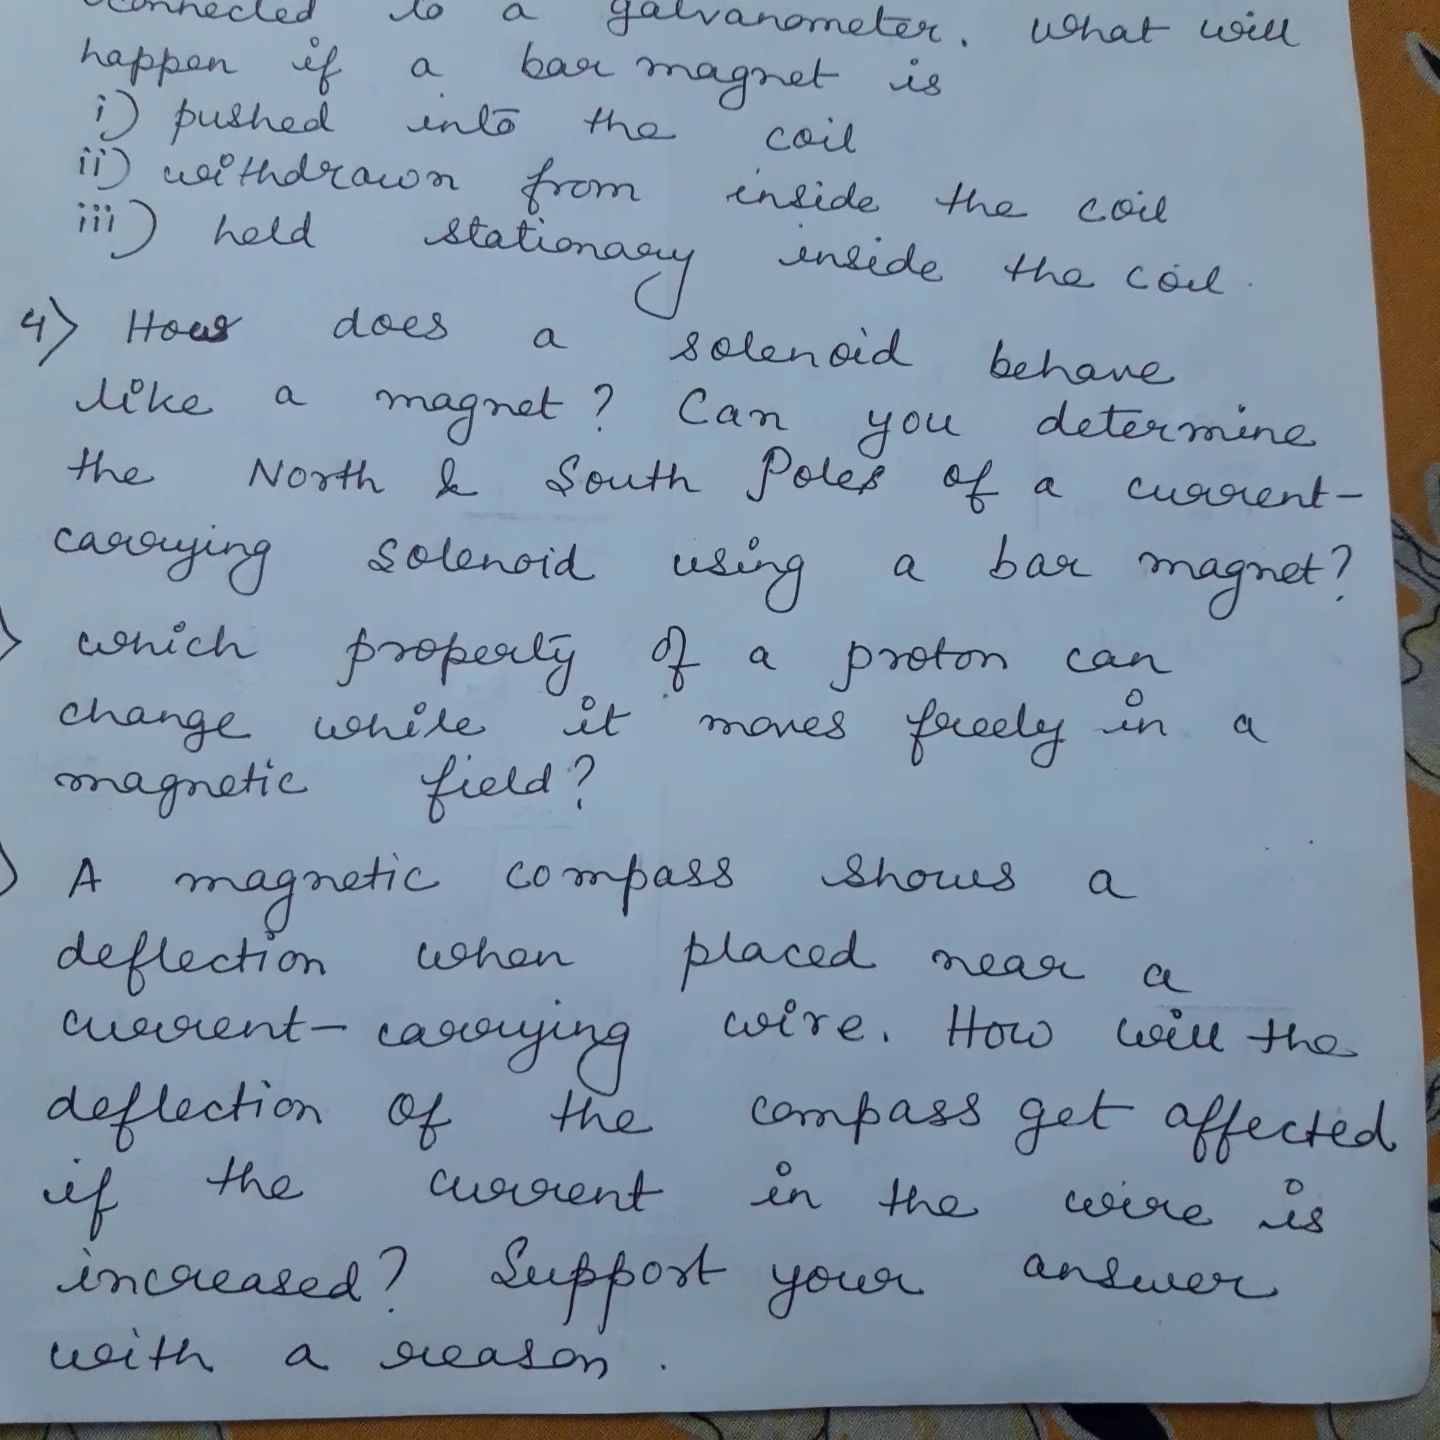 connected to a galvanometer. What will
happen if a bar magnet is
i) pushed into the coil
ii) withdrawn from inside the coil
iii) held stationary inside the coil.
4) How does a solenoid behave
like a magnet? Can you determine
the North & South Poles of a current-
carrying solenoid using a bar magnet?
which property of a proton can
change while it moves freely in a
magnetic field?
A magnetic compass shows a
deflection when placed near a
current-carrying wire. How will the
deflection of the compass get affected
if the current in the wire is
increased? Support your answer
with a reason.